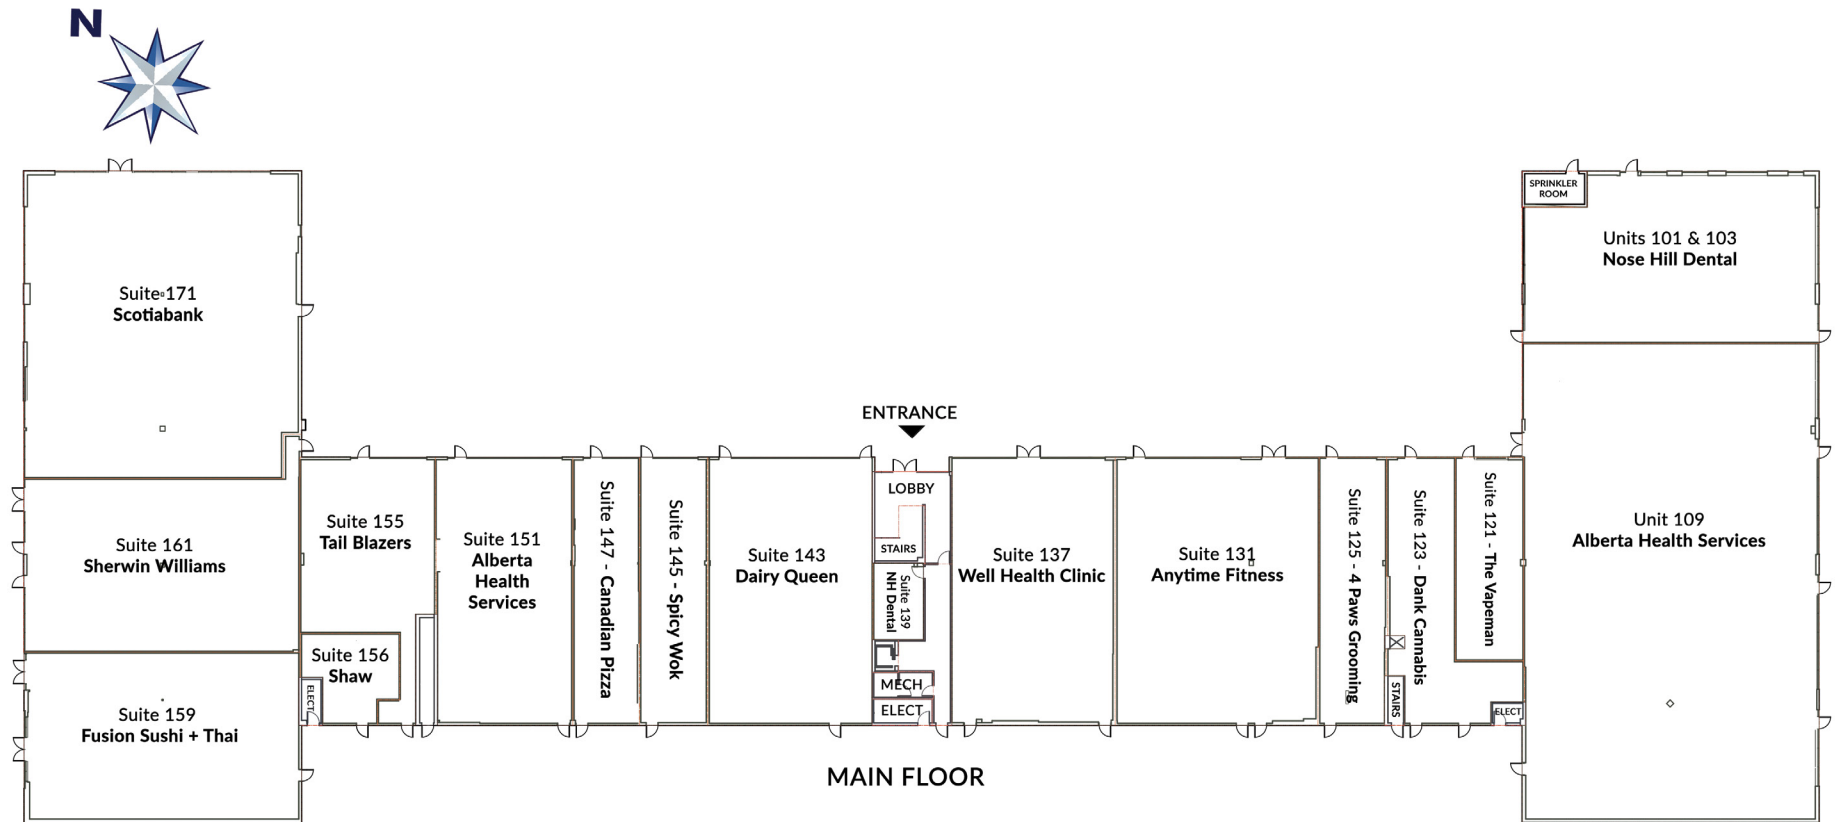 N
SPRINKLER
ROOM
Units 101 & 103
Nose Hill Dental
Suite 171
Scotiabank
ENTRANCE
LOBBY
STAIRS
Suite 161
Sherwin Williams
Suite 155
Tail Blazers
Suite 151
Alberta
Health
Services
Suite 147 - Canadian Pizza
Suite 145 - Spicy Wok
Suite 143
Dairy Queen
Suite 139
NH Dental
Suite 137
Well Health Clinic
Suite 131
Anytime Fitness
Suite 125 - 4 Paws Grooming
Suite 123 - Dank Cannabis
Suite 121 - The Vapeman
Unit 109
Alberta Health Services
Suite 156
Shaw
ELECT
MECH
ELECT
STAIRS
ELECT
Suite 159
Fusion Sushi + Thai
MAIN FLOOR